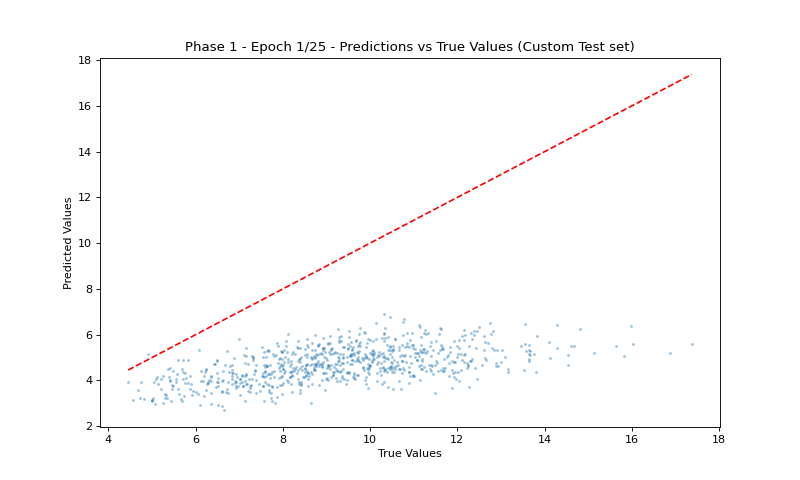 Phase 1 - Epoch 1/25 - Predictions vs True Values (Custom Test set)
18
16
14
12
10
8
6
4
2
Predicted Values
4 6 8 10 12 14 16 18
True Values